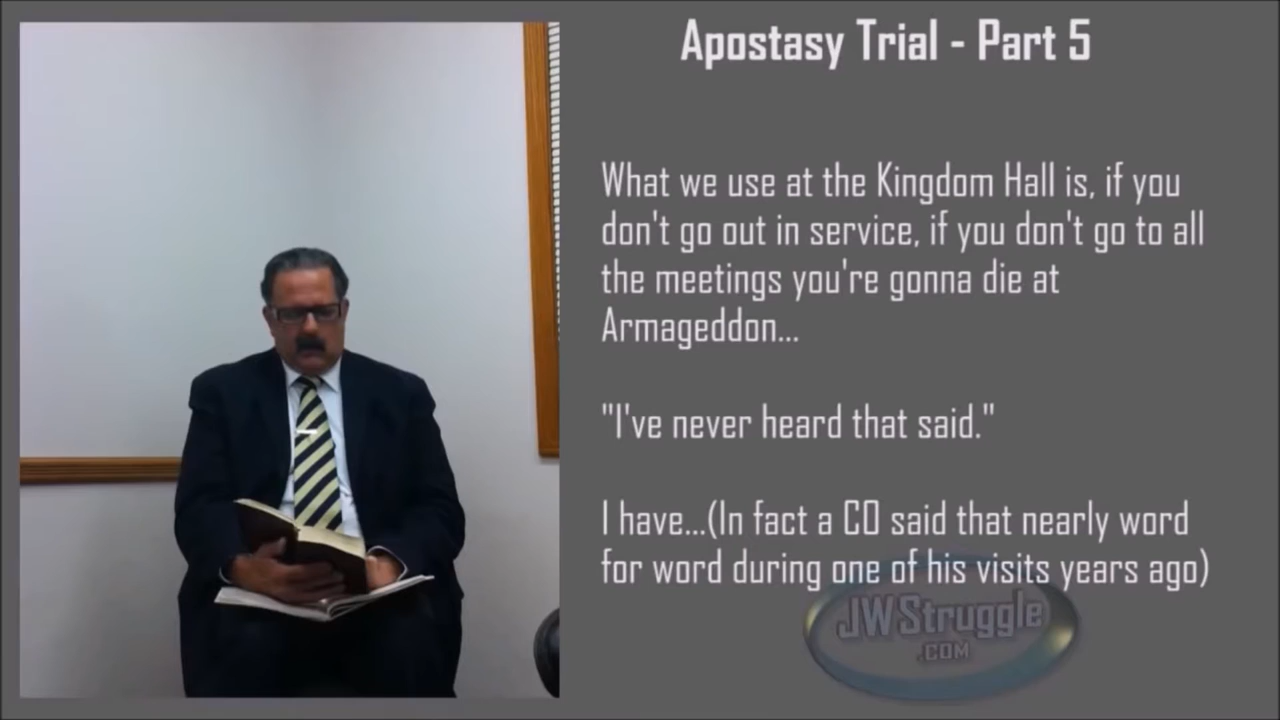 Apostasy Trial - Part 5
What we use at the Kingdom Hall is, if you
don't go out in service, if you don't go to all
the meetings you're gonna die at
Armageddon...
"I've never heard that said."
I have...(In fact a CO said that nearly word
for word during one of his visits years ago)
JWStruggle
.COM